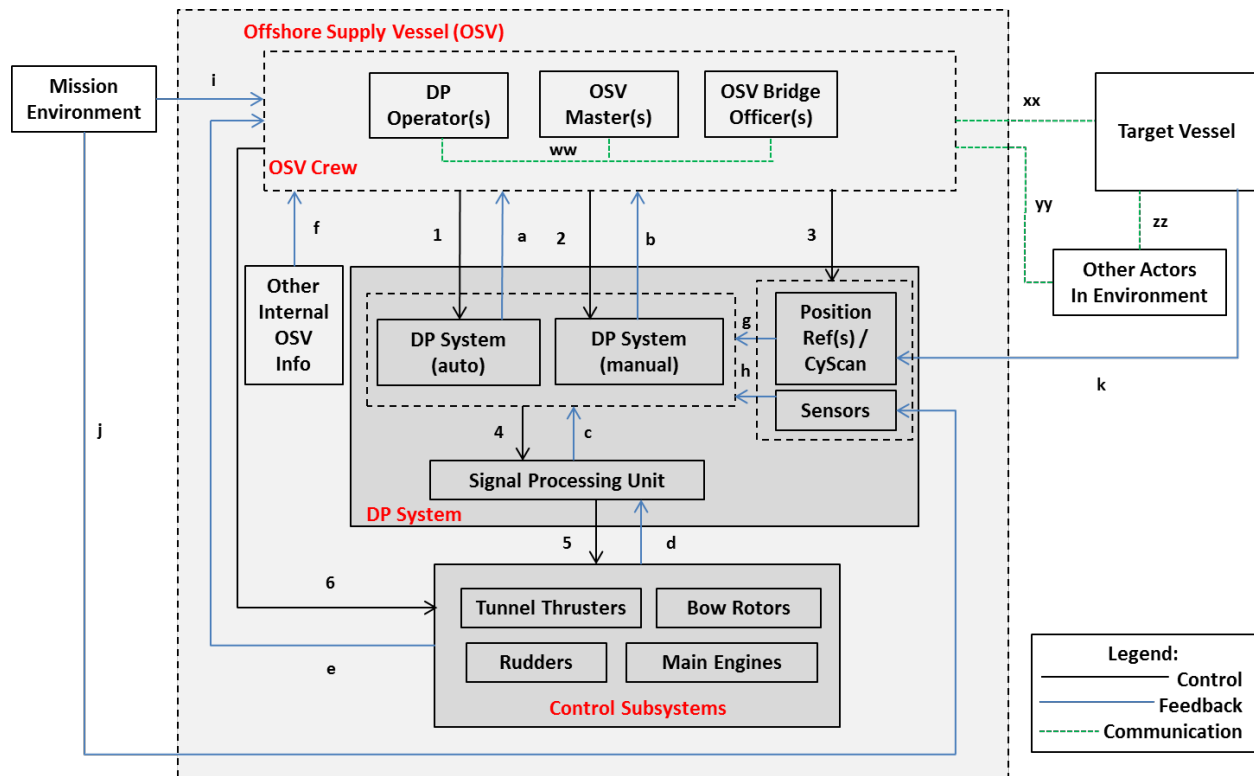 Offshore Supply Vessel (OSV)
Mission
Environment
i
DP
Operator(s)
OSV
Master(s)
OSV Bridge
Officer(s)
ww
OSV Crew
xx
Target Vessel
yy
zz
Other Actors
In Environment
f
1
a
2
b
3
Other
Internal
OSV
Info
DP System
(auto)
DP System
(manual)
g
h
Position
Ref(s) /
CyScan
Sensors
k
j
4
c
Signal Processing Unit
DP System
5
d
6
e
Tunnel Thrusters
Bow Rotors
Rudders
Main Engines
Control Subsystems
Legend:
Control
Feedback
Communication